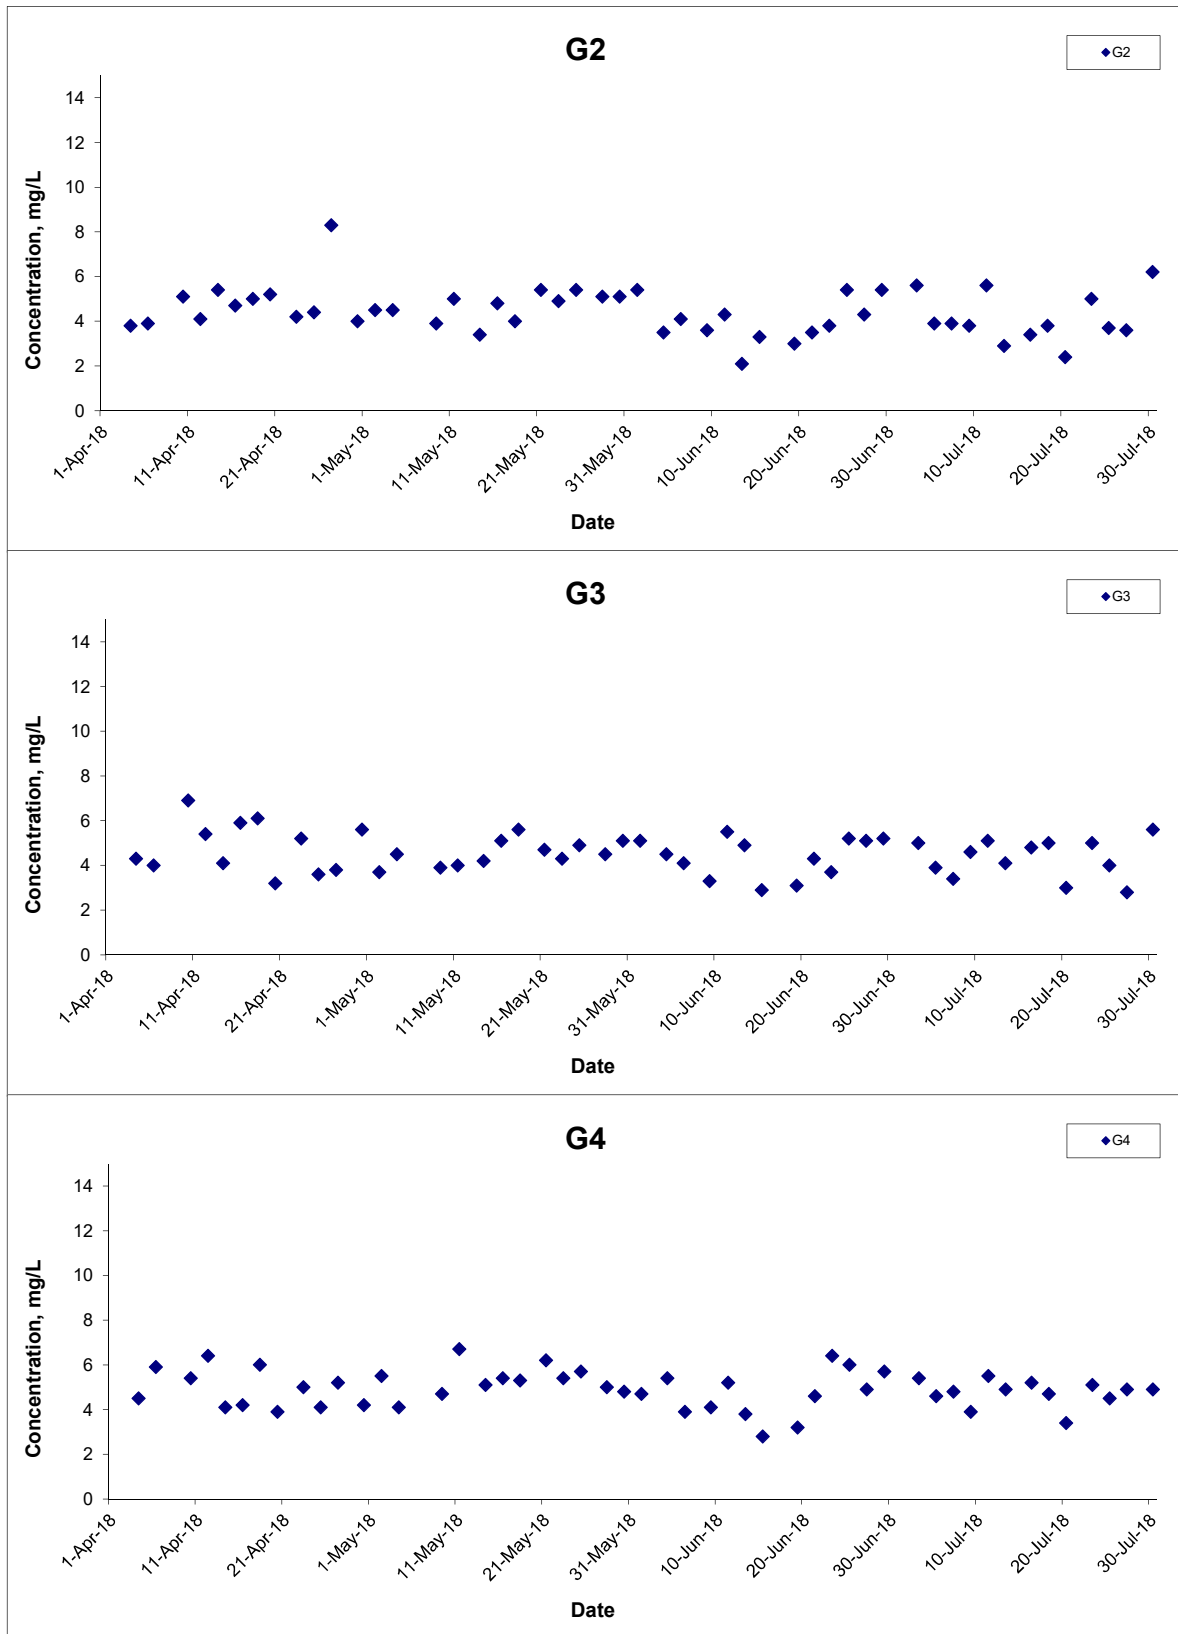 G2
G2
14
12
10
8
6
4
2
0
Concentration, mg/L
1-Apr-18
11-Apr-18
21-Apr-18
1-May-18
11-May-18
21-May-18
31-May-18
10-Jun-18
20-Jun-18
30-Jun-18
10-Jul-18
20-Jul-18
30-Jul-18
Date
G3
G3
14
12
10
8
6
4
2
0
Concentration, mg/L
1-Apr-18
11-Apr-18
21-Apr-18
1-May-18
11-May-18
21-May-18
31-May-18
10-Jun-18
20-Jun-18
30-Jun-18
10-Jul-18
20-Jul-18
30-Jul-18
Date
G4
G4
14
12
10
8
6
4
2
0
Concentration, mg/L
1-Apr-18
11-Apr-18
21-Apr-18
1-May-18
11-May-18
21-May-18
31-May-18
10-Jun-18
20-Jun-18
30-Jun-18
10-Jul-18
20-Jul-18
30-Jul-18
Date